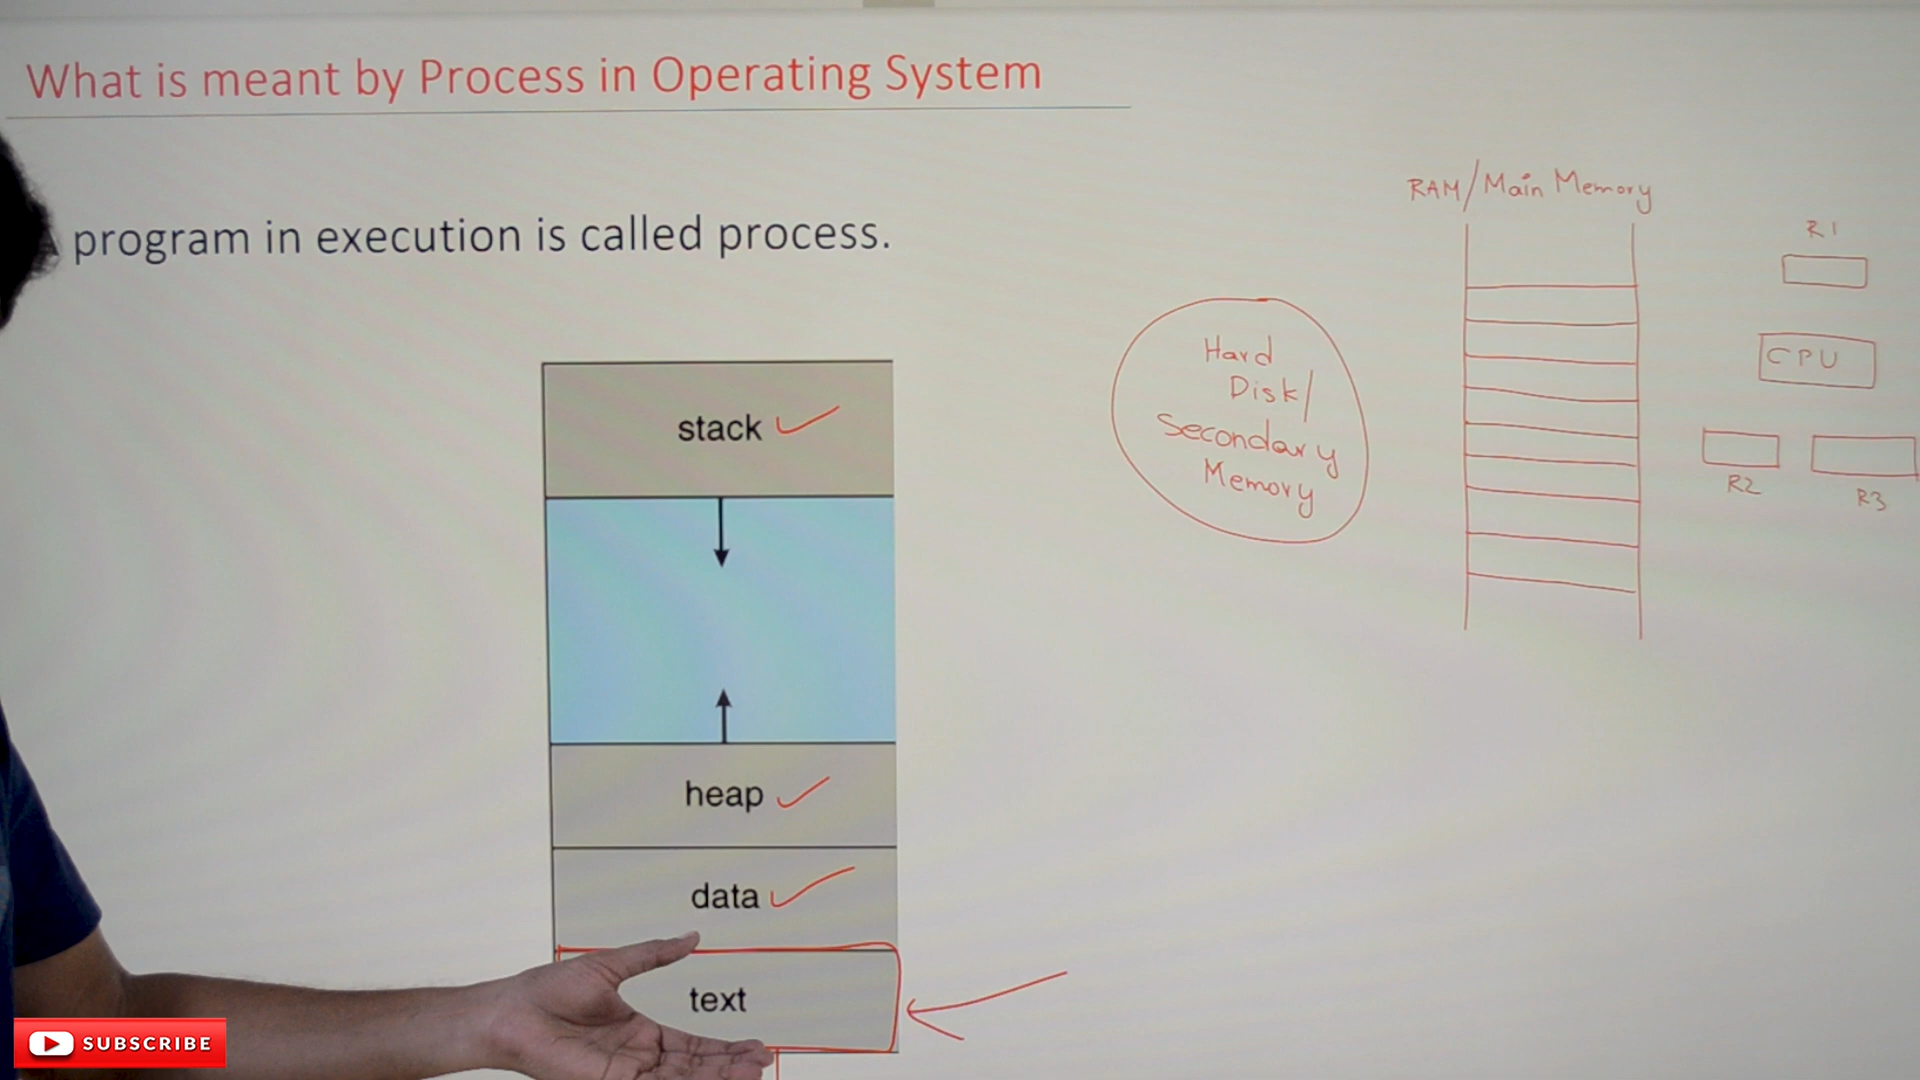 What is meant by Process in Operating System
program in execution is called process.
stack
heap
data
text
Hard
Disk/
Secondary
Memory
RAM/Main Memory
R1
CPU
R2
R3
SUBSCRIBE